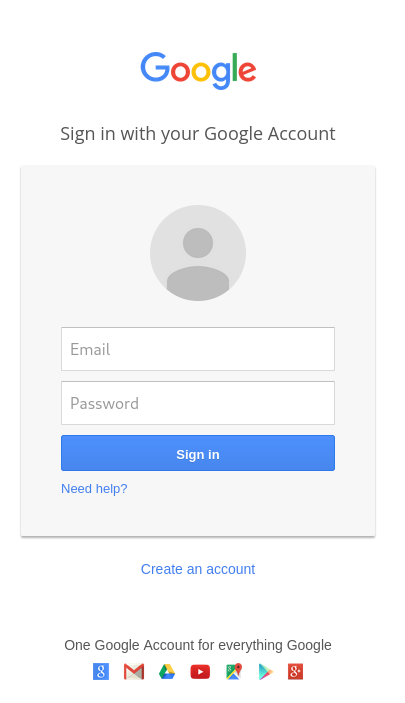 Google
Sign in with your Google Account
Email
Password
Sign in
Need help?
Create an account
One Google Account for everything Google